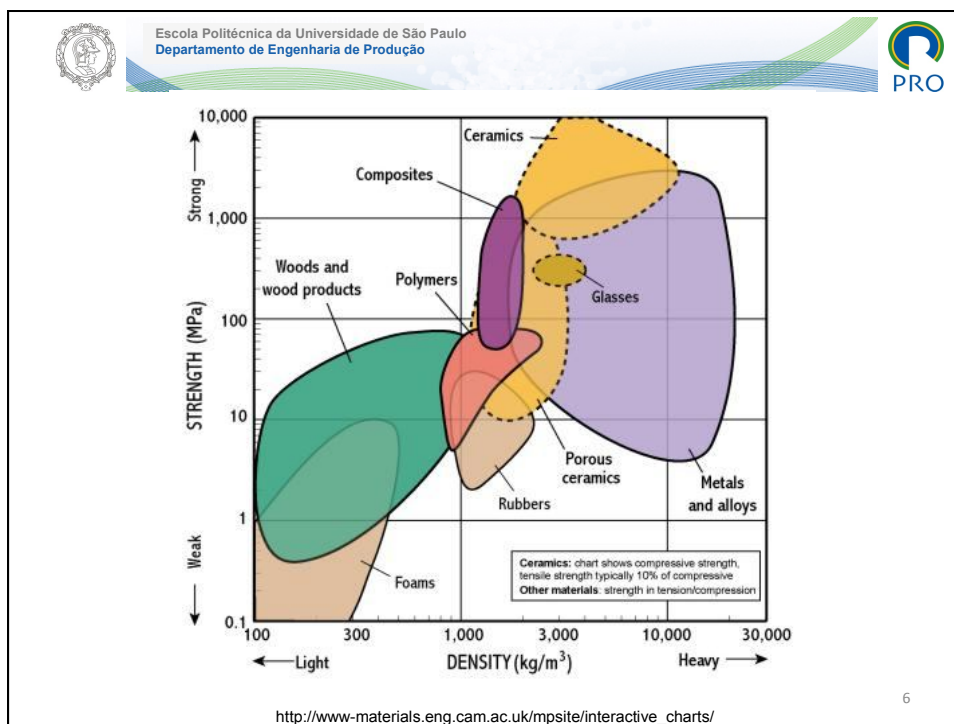 Escola Politécnica da Universidade de São Paulo
Departamento de Engenharia de Produção
PRO
10,000
1,000
100
10
1
0.1
Strong
STRENGTH (MPa)
Weak
Ceramics
Composites
Woods and
wood products
Polymers
Glasses
Porous
ceramics
Rubbers
Metals
and alloys
Foams
Ceramics: chart shows compressive strength,
tensile strength typically 10% of compressive
Other materials: strength in tension/compression
100 300 1,000 3,000 10,000 30,000
Light DENSITY (kg/m³) Heavy
6
http://www-materials.eng.cam.ac.uk/mpsite/interactive_charts/